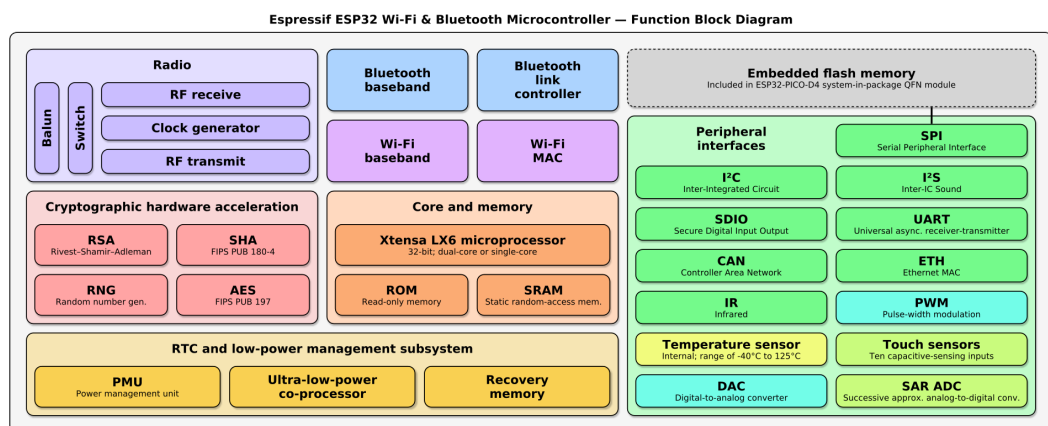 Espressif ESP32 Wi-Fi & Bluetooth Microcontroller — Function Block Diagram
Radio
Balun
Switch
RF receive
Clock generator
RF transmit
Bluetooth
baseband
Bluetooth
link
controller
Wi-Fi
baseband
Wi-Fi
MAC
Embedded flash memory
Included in ESP32-PICO-D4 system-in-package QFN module
Cryptographic hardware acceleration
RSA
Rivest–Shamir–Adleman
SHA
FIPS PUB 180-4
RNG
Random number gen.
AES
FIPS PUB 197
Core and memory
Xtensa LX6 microprocessor
32-bit; dual-core or single-core
ROM
Read-only memory
SRAM
Static random-access mem.
RTC and low-power management subsystem
PMU
Power management unit
Ultra-low-power
co-processor
Recovery
memory
Peripheral
interfaces
SPI
Serial Peripheral Interface
I²C
Inter-Integrated Circuit
I²S
Inter-IC Sound
SDIO
Secure Digital Input Output
UART
Universal async. receiver-transmitter
CAN
Controller Area Network
ETH
Ethernet MAC
IR
Infrared
PWM
Pulse-width modulation
Temperature sensor
Internal; range of -40°C to 125°C
Touch sensors
Ten capacitive-sensing inputs
DAC
Digital-to-analog converter
SAR ADC
Successive approx. analog-to-digital conv.